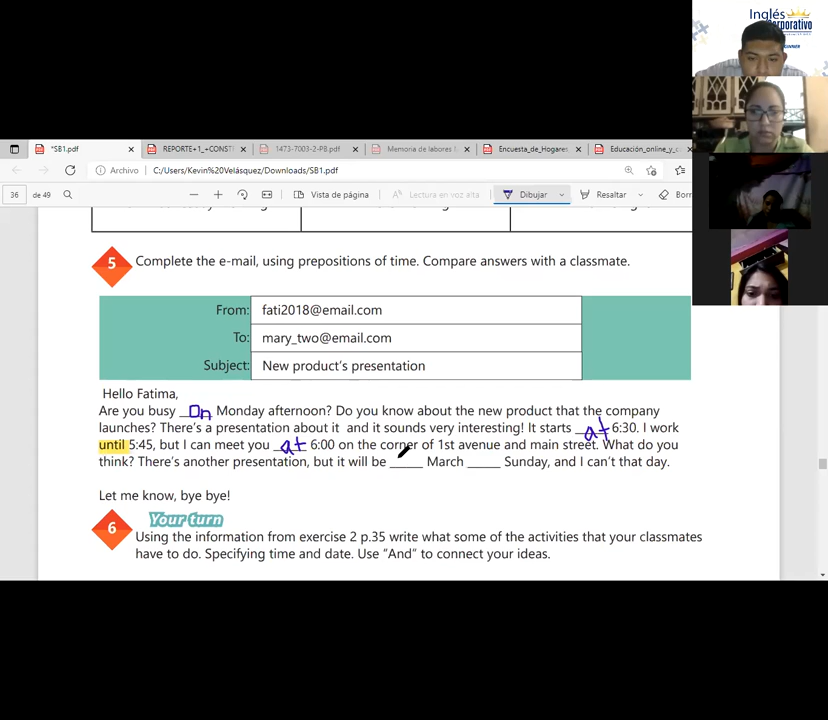 Inglés
Corporativo
*SB1.pdf
REPORTE+1_+CONSTI
1473-7003-2-PB.pdf
Memoria de labores
Encuesta_de_Hogares
Educación_online_y_c
Archivo
C:/Users/Kevin%20Velásquez/Downloads/SB1.pdf
36 de 49
Vista de página
Lectura en voz alta
Dibujar
Resaltar
Borr
5 Complete the e-mail, using prepositions of time. Compare answers with a classmate.
From: fati2018@email.com
To: mary_two@email.com
Subject: New product's presentation
Hello Fatima,
Are you busy On Monday afternoon? Do you know about the new product that the company
launches? There's a presentation about it and it sounds very interesting! It starts at 6:30. I work
until 5:45, but I can meet you at 6:00 on the corner of 1st avenue and main street. What do you
think? There's another presentation, but it will be _____ March _____ Sunday, and I can't that day.
Let me know, bye bye!
6 Your turn
Using the information from exercise 2 p.35 write what some of the activities that your classmates
have to do. Specifying time and date. Use “And” to connect your ideas.